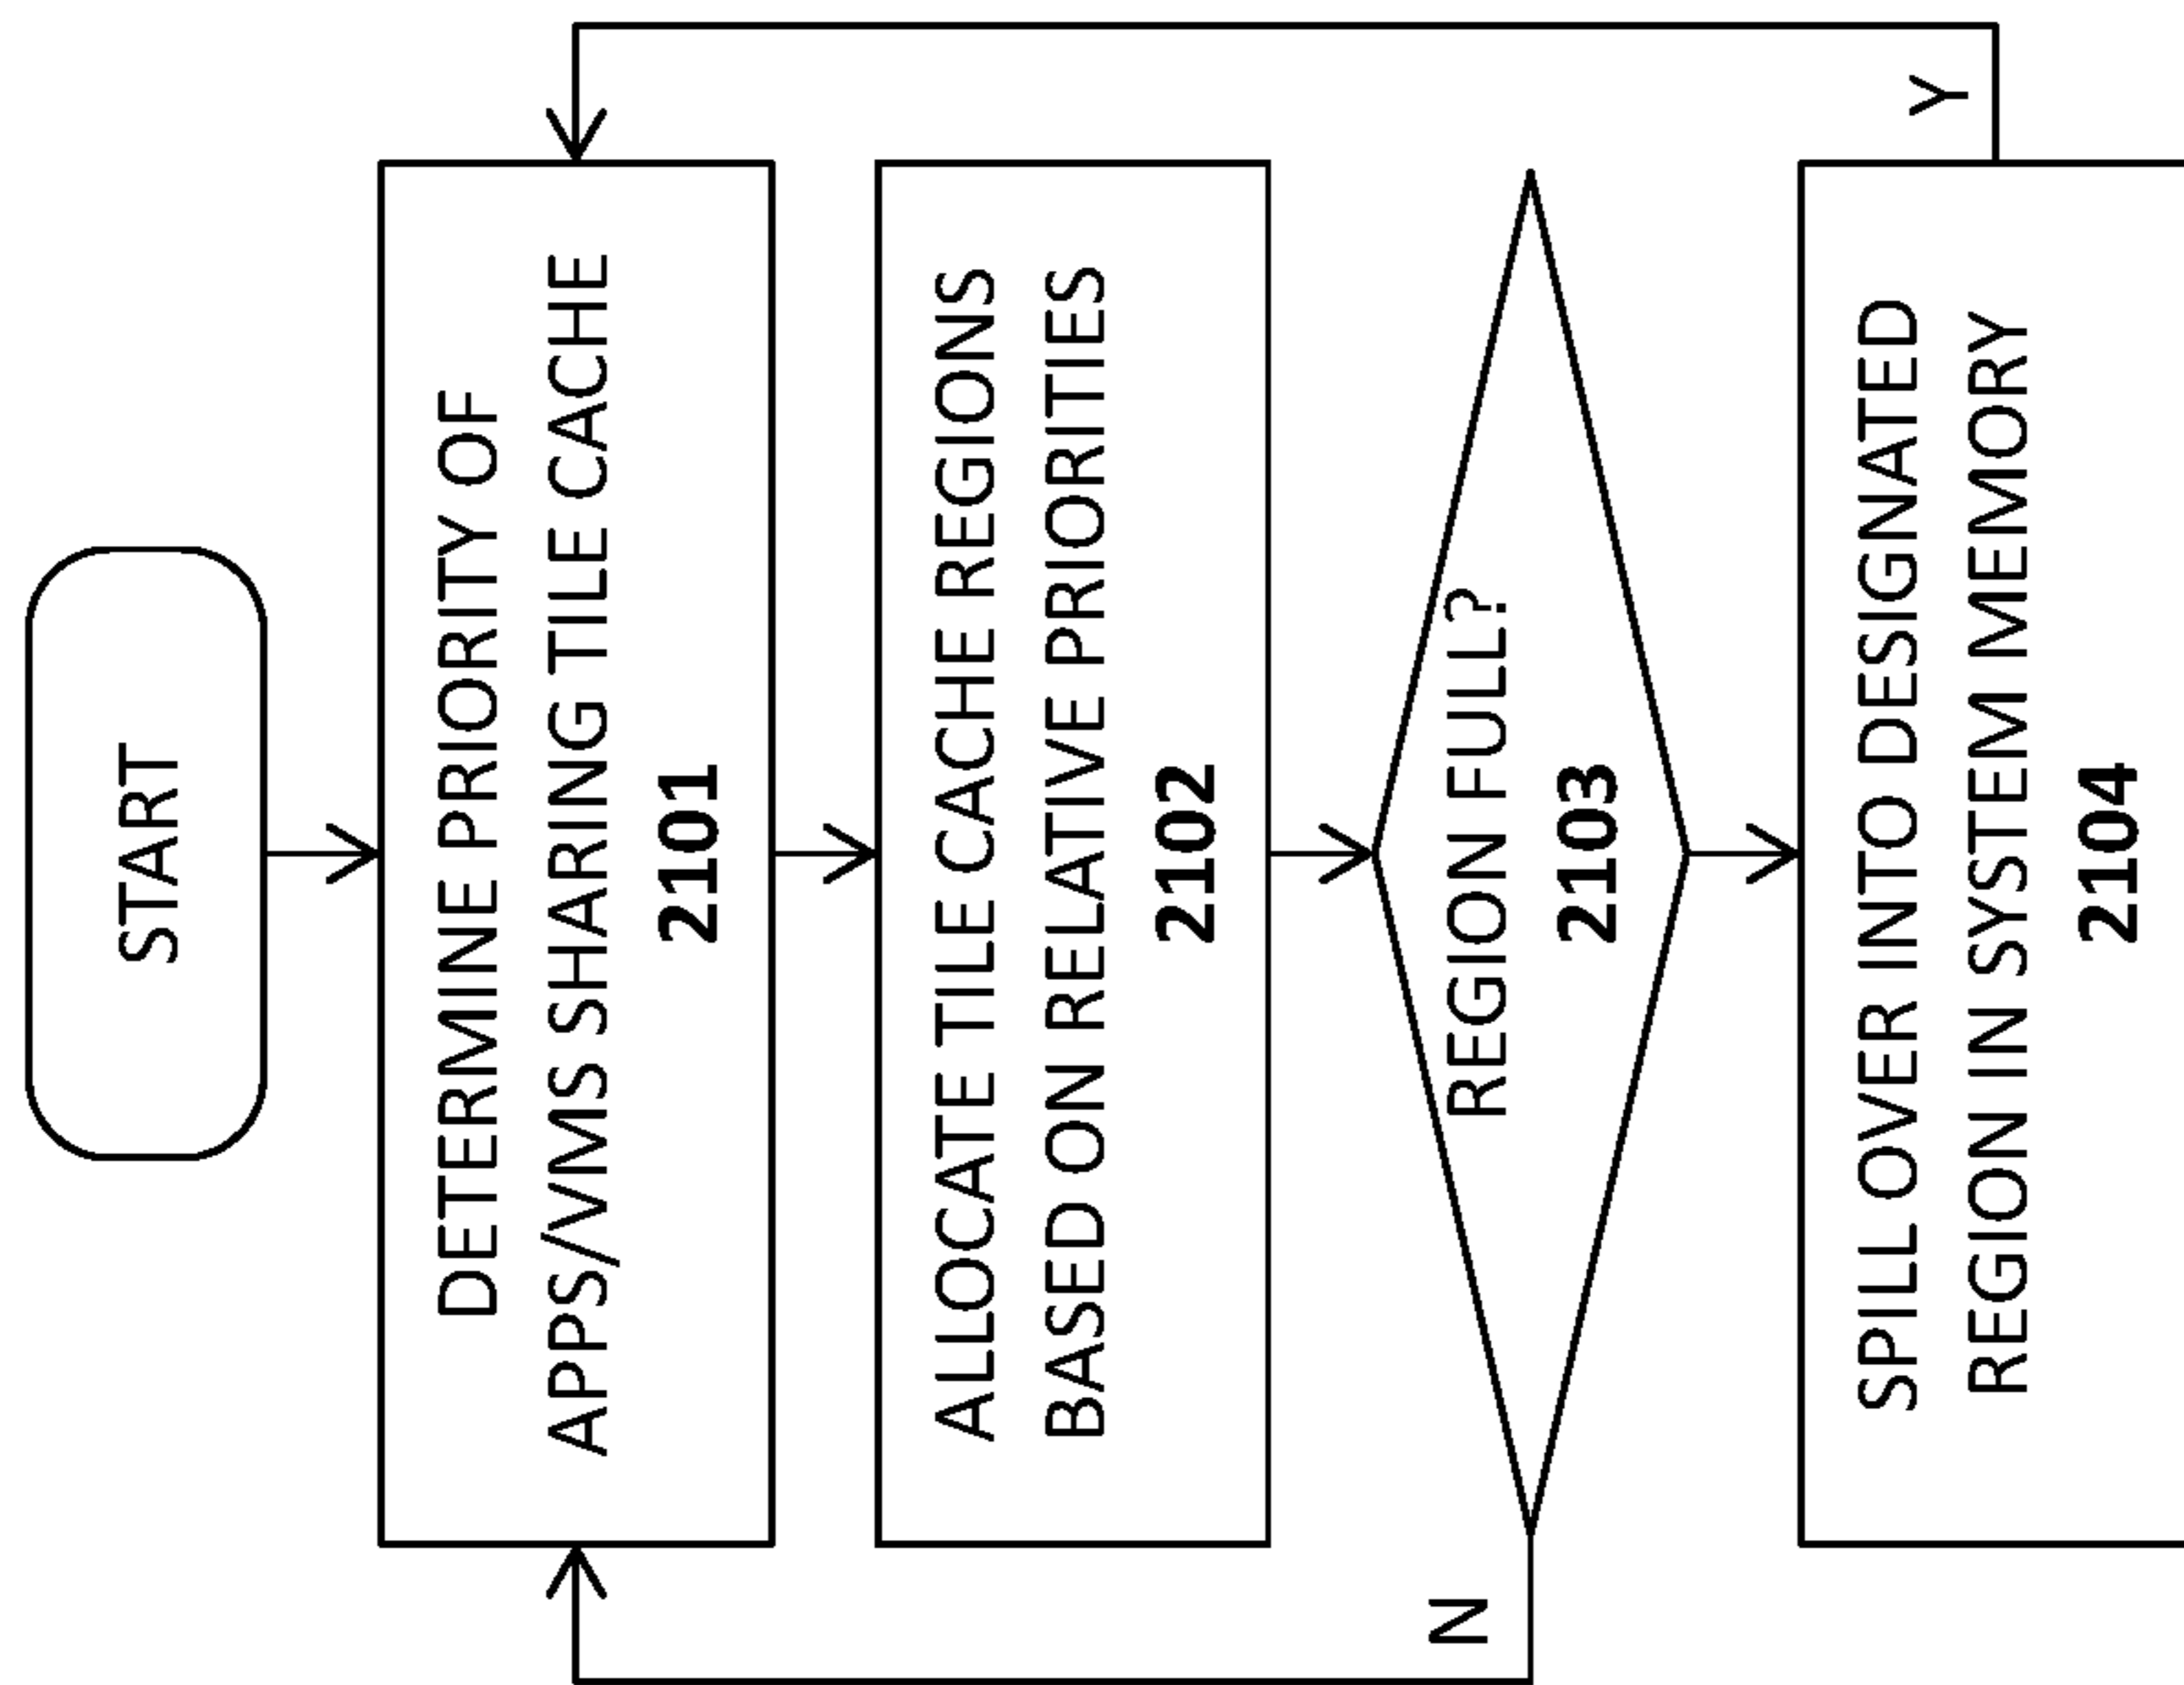 START
DETERMINE PRIORITY OF
APPS/VMS SHARING TILE CACHE
2101
ALLOCATE TILE CACHE REGIONS
BASED ON RELATIVE PRIORITIES
2102
REGION FULL?
2103
N
SPILL OVER INTO DESIGNATED
REGION IN SYSTEM MEMORY
2104
Y